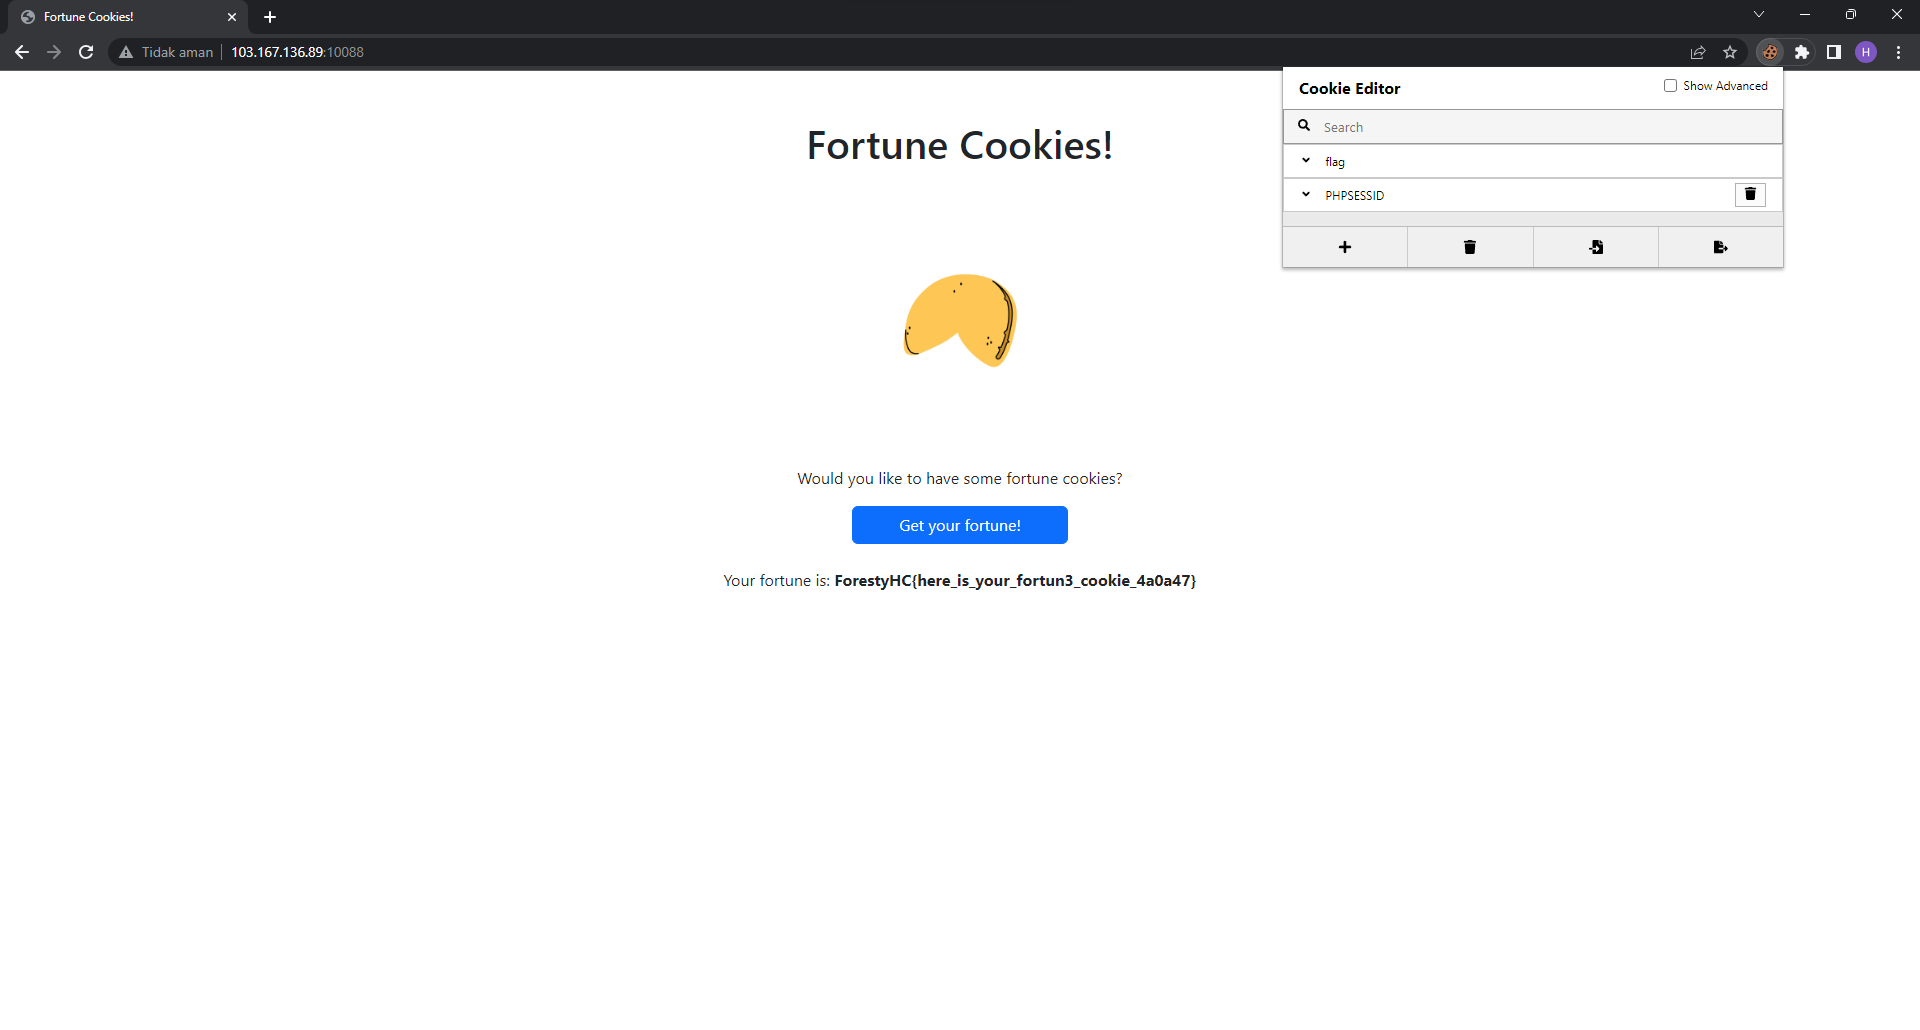 Fortune Cookies!
Tidak aman 103.167.136.89:10088
H
Cookie Editor
Show Advanced
Search
flag
PHPSESSID
Fortune Cookies!
Would you like to have some fortune cookies?
Get your fortune!
Your fortune is: ForestyHC{here_is_your_fortun3_cookie_4a0a47}